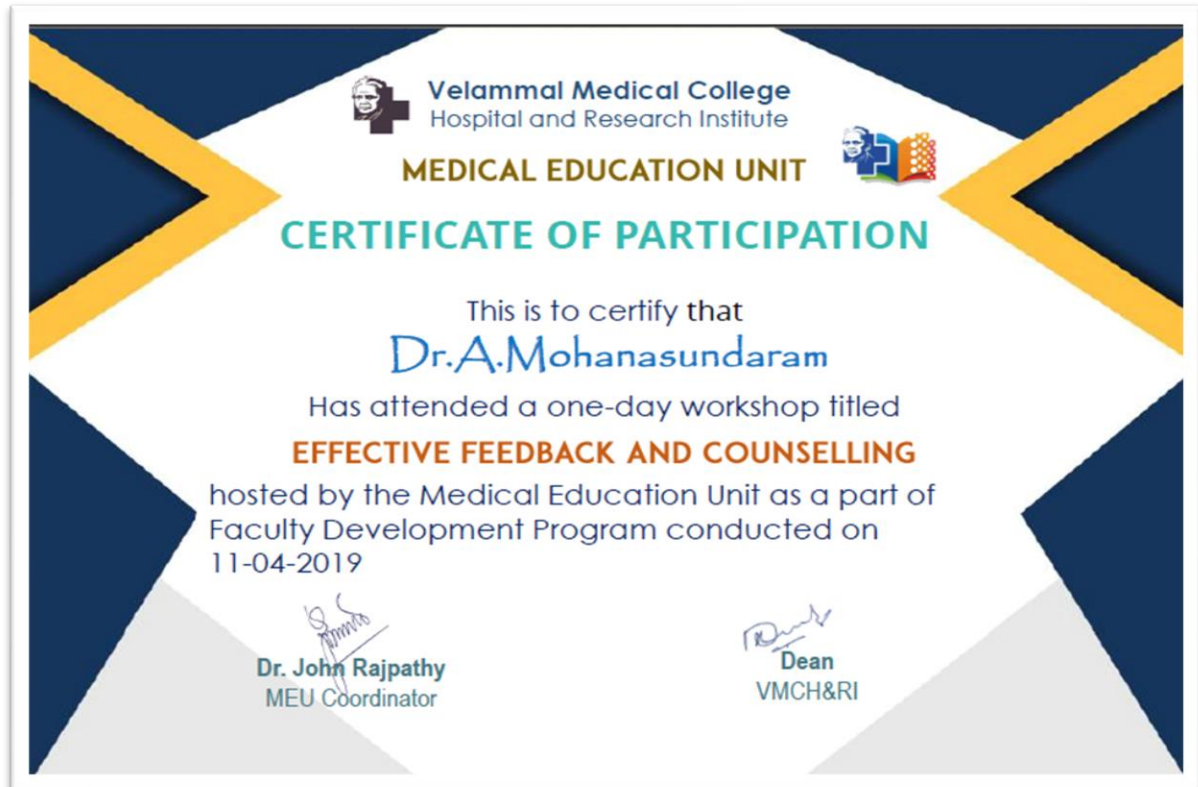 Velammal Medical College
Hospital and Research Institute
MEDICAL EDUCATION UNIT
CERTIFICATE OF PARTICIPATION
This is to certify that
Dr.A.Mohanasundaram
Has attended a one-day workshop titled
EFFECTIVE FEEDBACK AND COUNSELLING
hosted by the Medical Education Unit as a part of
Faculty Development Program conducted on
11-04-2019
Dr. John Rajpathy
MEU Coordinator
Dean
VMCH&RI